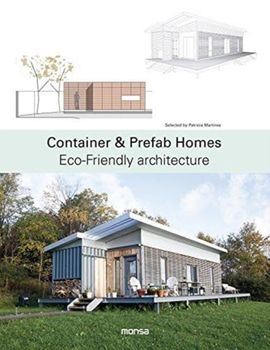 Selected by Patricia Martinez
Container & Prefab Homes
Eco-Friendly architecture
monsa